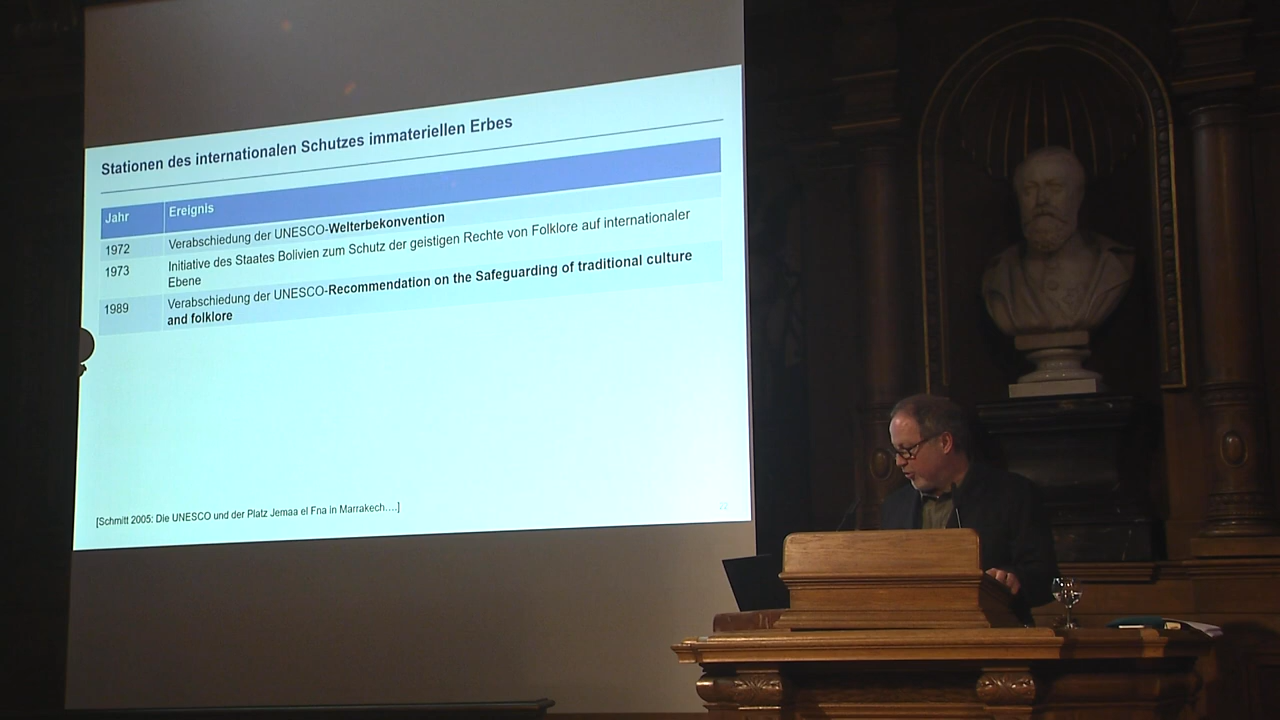 Stationen des internationalen Schutzes immateriellen Erbes
Jahr Ereignis
1972 Verabschiedung der UNESCO-Welterbekonvention
1973 Initiative des Staates Bolivien zum Schutz der geistigen Rechte von Folklore auf internationaler
Ebene
1989 Verabschiedung der UNESCO-Recommendation on the Safeguarding of traditional culture
and folklore
[Schmitt 2005: Die UNESCO und der Platz Jemaa el Fna in Marrakech....]